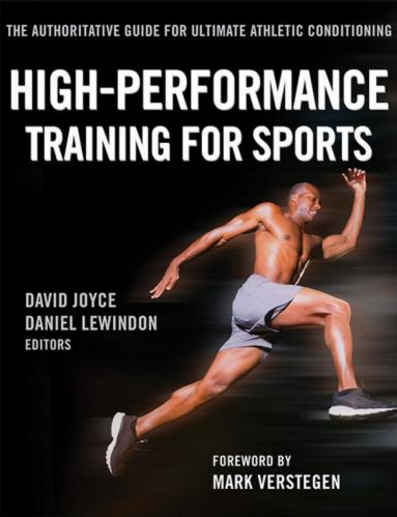 THE AUTHORITATIVE GUIDE FOR ULTIMATE ATHLETIC CONDITIONING
HIGH-PERFORMANCE
TRAINING FOR SPORTS
DAVID JOYCE
DANIEL LEWINDON
EDITORS
FOREWORD BY
MARK VERSTEGEN